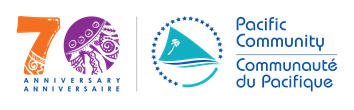 70
ANNIVERSARY
ANNIVERSAIRE
Pacific
Community
Communauté
du Pacifique